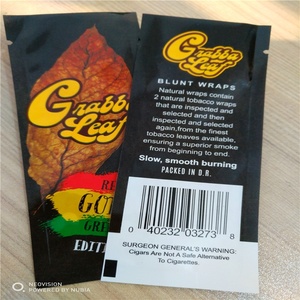 Grabba
Leaf
RE
GU
GRE
EDIT
Grabba
Leaf
BLUNT WRAPS
Natural wraps contain
2 natural tobacco wraps
that are inspected and
selected and then
inspected and selected
again,from the finest
tobacco leaves available,
ensuring a superior smoke
from beginning to end.
Slow, smooth burning
PACKED IN D.R.
0 40232 03273 8
SURGEON GENERAL'S WARNING:
Cigars Are Not A Safe Alternative
To Cigarettes.
NEOVISION
POWERED BY NUBIA